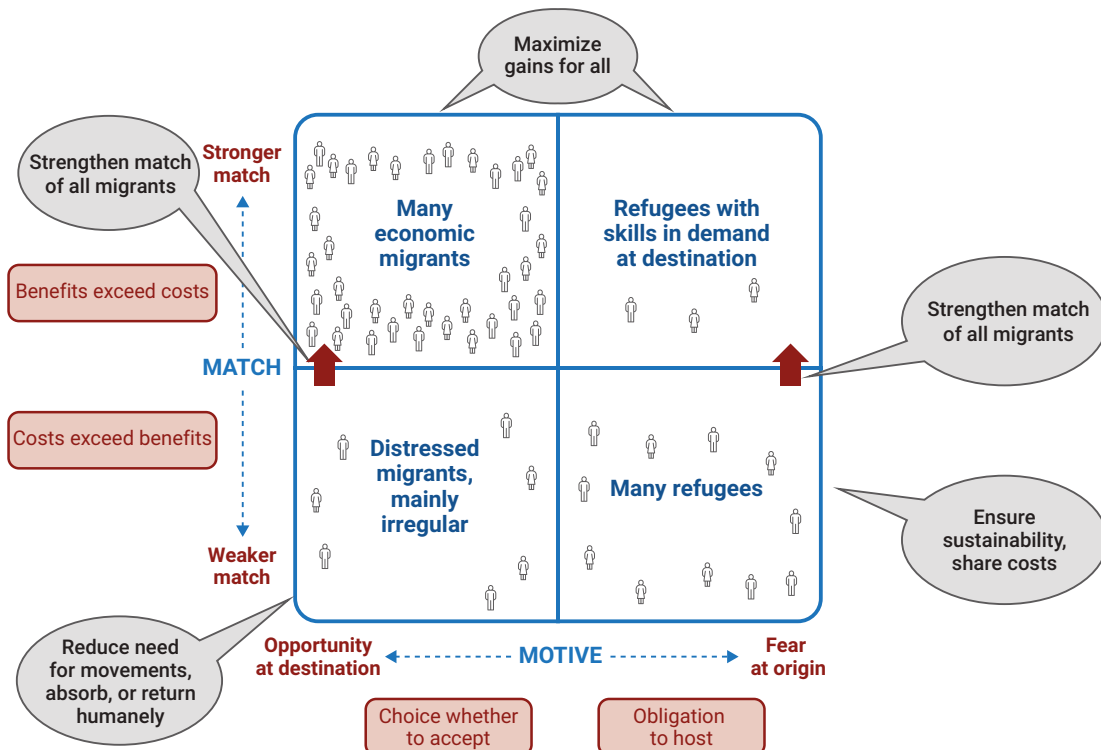 Maximize
gains for all
Strengthen match
of all migrants
Stronger
match
Many
economic
migrants
Refugees with
skills in demand
at destination
Benefits exceed costs
Strengthen match
of all migrants
MATCH
Costs exceed benefits
Distressed
migrants,
mainly
irregular
Many refugees
Ensure
sustainability,
share costs
Weaker
match
Reduce need
for movements,
absorb, or return
humanely
Opportunity
at destination
MOTIVE
Fear
at origin
Choice whether
to accept
Obligation
to host